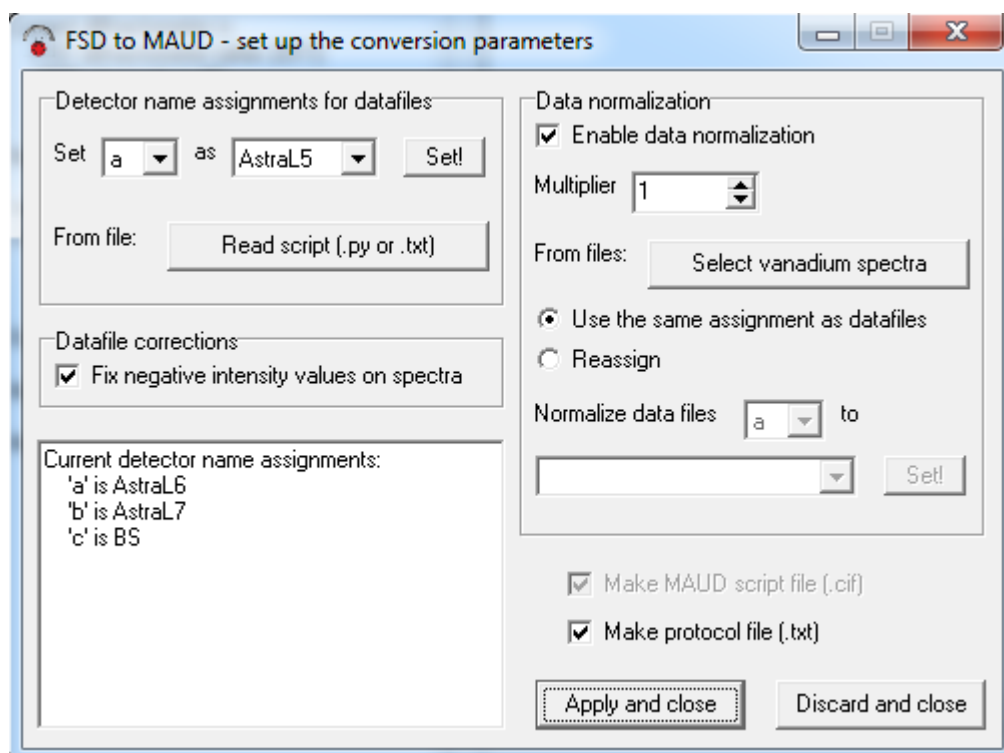 FSD to MAUD - set up the conversion parameters
Detector name assignments for datafiles
Set a as AstraL5 Set!
From file: Read script (.py or .txt)
Datafile corrections
Fix negative intensity values on spectra
Current detector name assignments:
'a' is AstraL6
'b' is AstraL7
'c' is BS
Data normalization
Enable data normalization
Multiplier 1
From files: Select vanadium spectra
Use the same assignment as datafiles
Reassign
Normalize data files a to
Set!
Make MAUD script file (.cif)
Make protocol file (.txt)
Apply and close Discard and close